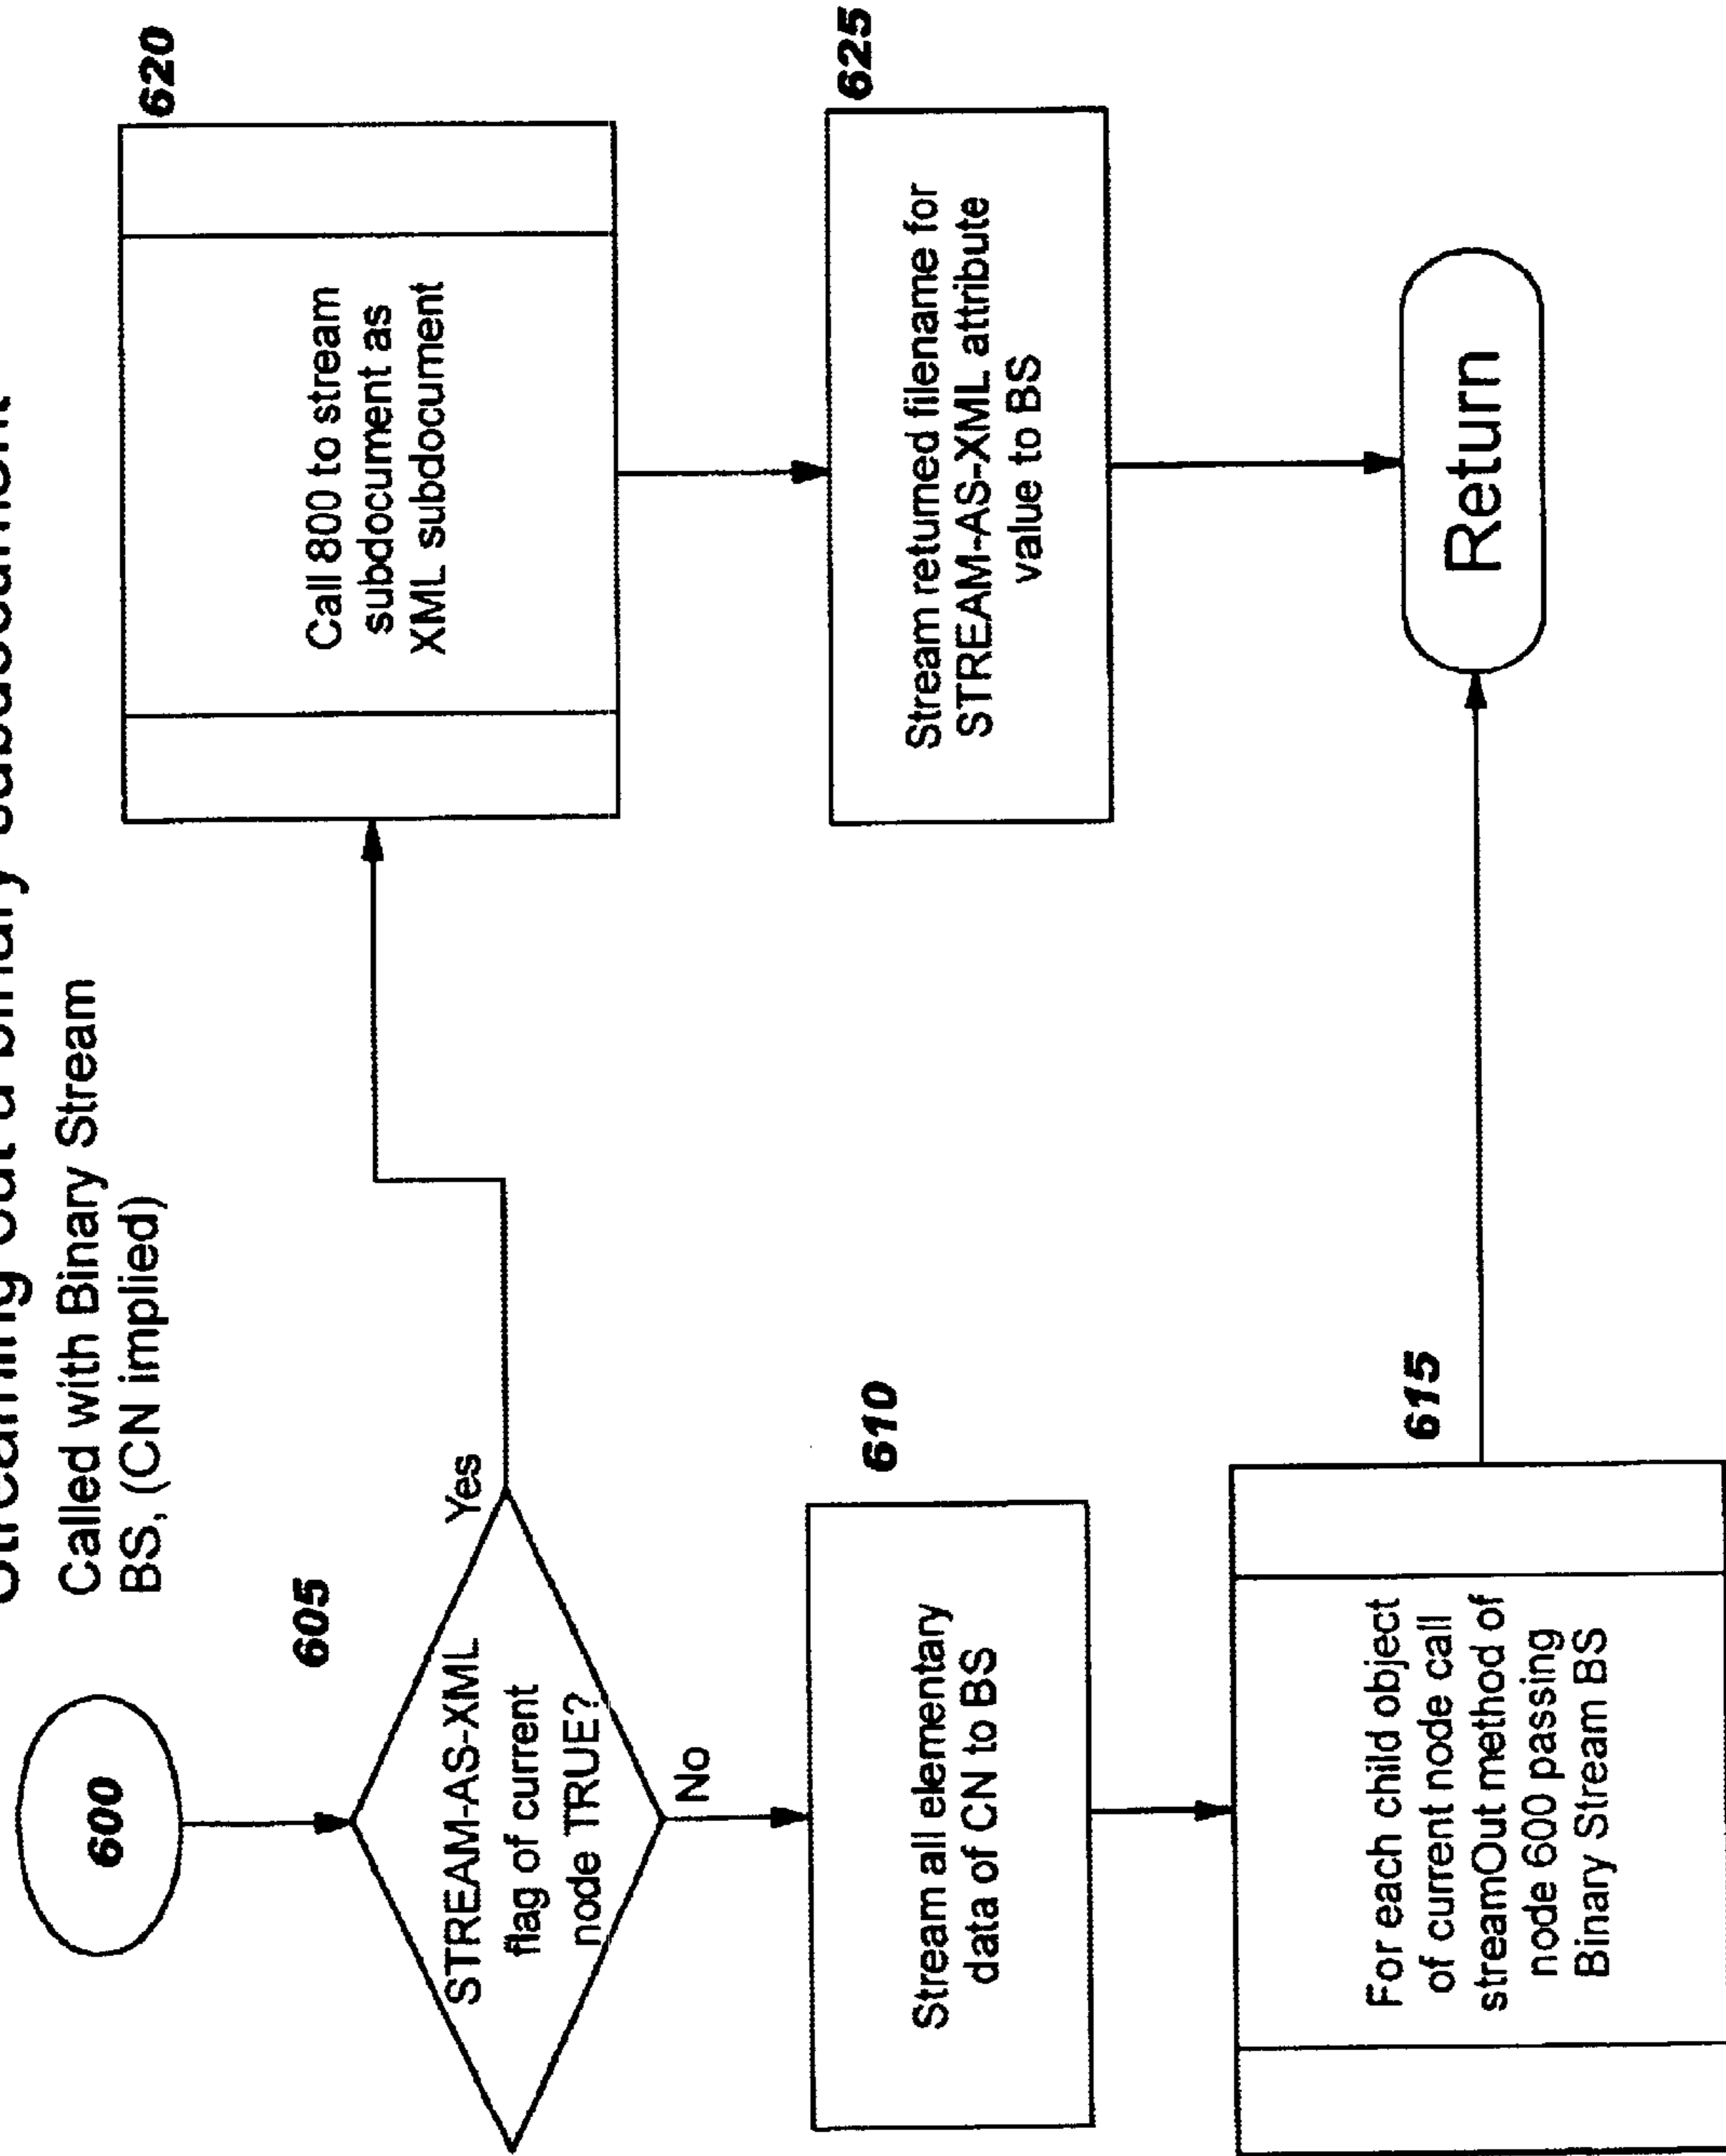 Streaming out a binary subdocument
Called with Binary Stream
BS, (CN implied)
600
605
STREAM-AS-XML
flag of current
node TRUE?
Yes
No
610
Stream all elementary
data of CN to BS
615
For each child object
of current node call
streamOut method of
node 600 passing
Binary Stream BS
620
Call 800 to stream
subdocument as
XML subdocument
625
Stream returned filename for
STREAM-AS-XML attribute
value to BS
Return